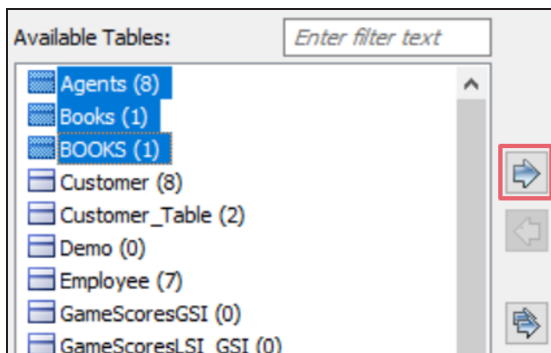 Available Tables:
Enter filter text
Agents (8)
Books (1)
BOOKS (1)
Customer (8)
Customer_Table (2)
Demo (0)
Employee (7)
GameScoresGSI (0)
GameScoresLSI_GSI (0)